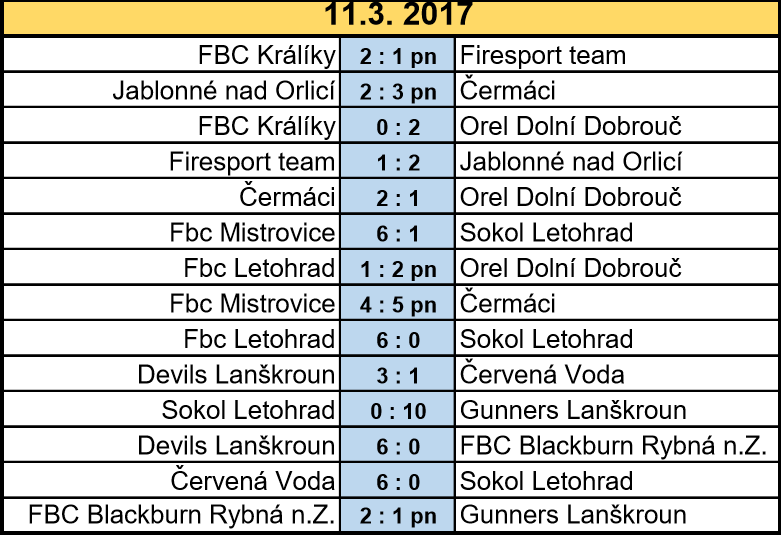 11.3. 2017
FBC Králíky 2 : 1 pn Firesport team
Jablonné nad Orlicí 2 : 3 pn Čermáci
FBC Králíky 0 : 2 Orel Dolní Dobrouč
Firesport team 1 : 2 Jablonné nad Orlicí
Čermáci 2 : 1 Orel Dolní Dobrouč
Fbc Mistrovice 6 : 1 Sokol Letohrad
Fbc Letohrad 1 : 2 pn Orel Dolní Dobrouč
Fbc Mistrovice 4 : 5 pn Čermáci
Fbc Letohrad 6 : 0 Sokol Letohrad
Devils Lanškroun 3 : 1 Červená Voda
Sokol Letohrad 0 : 10 Gunners Lanškroun
Devils Lanškroun 6 : 0 FBC Blackburn Rybná n.Z.
Červená Voda 6 : 0 Sokol Letohrad
FBC Blackburn Rybná n.Z. 2 : 1 pn Gunners Lanškroun